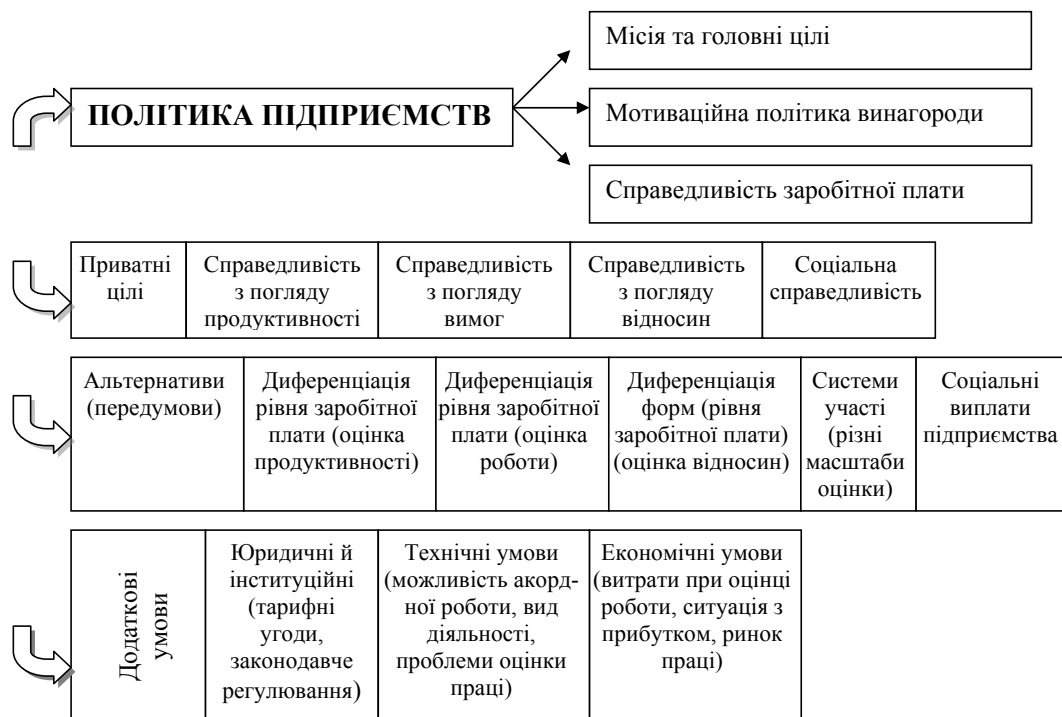 Місія та головні цілі
ПОЛІТИКА ПІДПРИЄМСТВ
Мотиваційна політика винагороди
Справедливість заробітної плати
Приватні
цілі
Справедливість
з погляду
продуктивності
Справедливість
з погляду
вимог
Справедливість
з погляду
відносин
Соціальна
справедливість
Альтернативи
(передумови)
Диференціація
рівня заробітної
плати (оцінка
продуктивності)
Диференціація
рівня заробітної
плати (оцінка
роботи)
Диференціація
форм (рівня
заробітної плати)
(оцінка відносин)
Системи
участі
(різні
масштаби
оцінки)
Соціальні
виплати
підприємства
Додаткові
умови
Юридичні й
інституційні
(тарифні
угоди,
законодавче
регулювання)
Технічні умови
(можливість акорд-
ної роботи, вид
діяльності,
проблеми оцінки
праці)
Економічні умови
(витрати при оцінці
роботи, ситуація з
прибутком, ринок
праці)